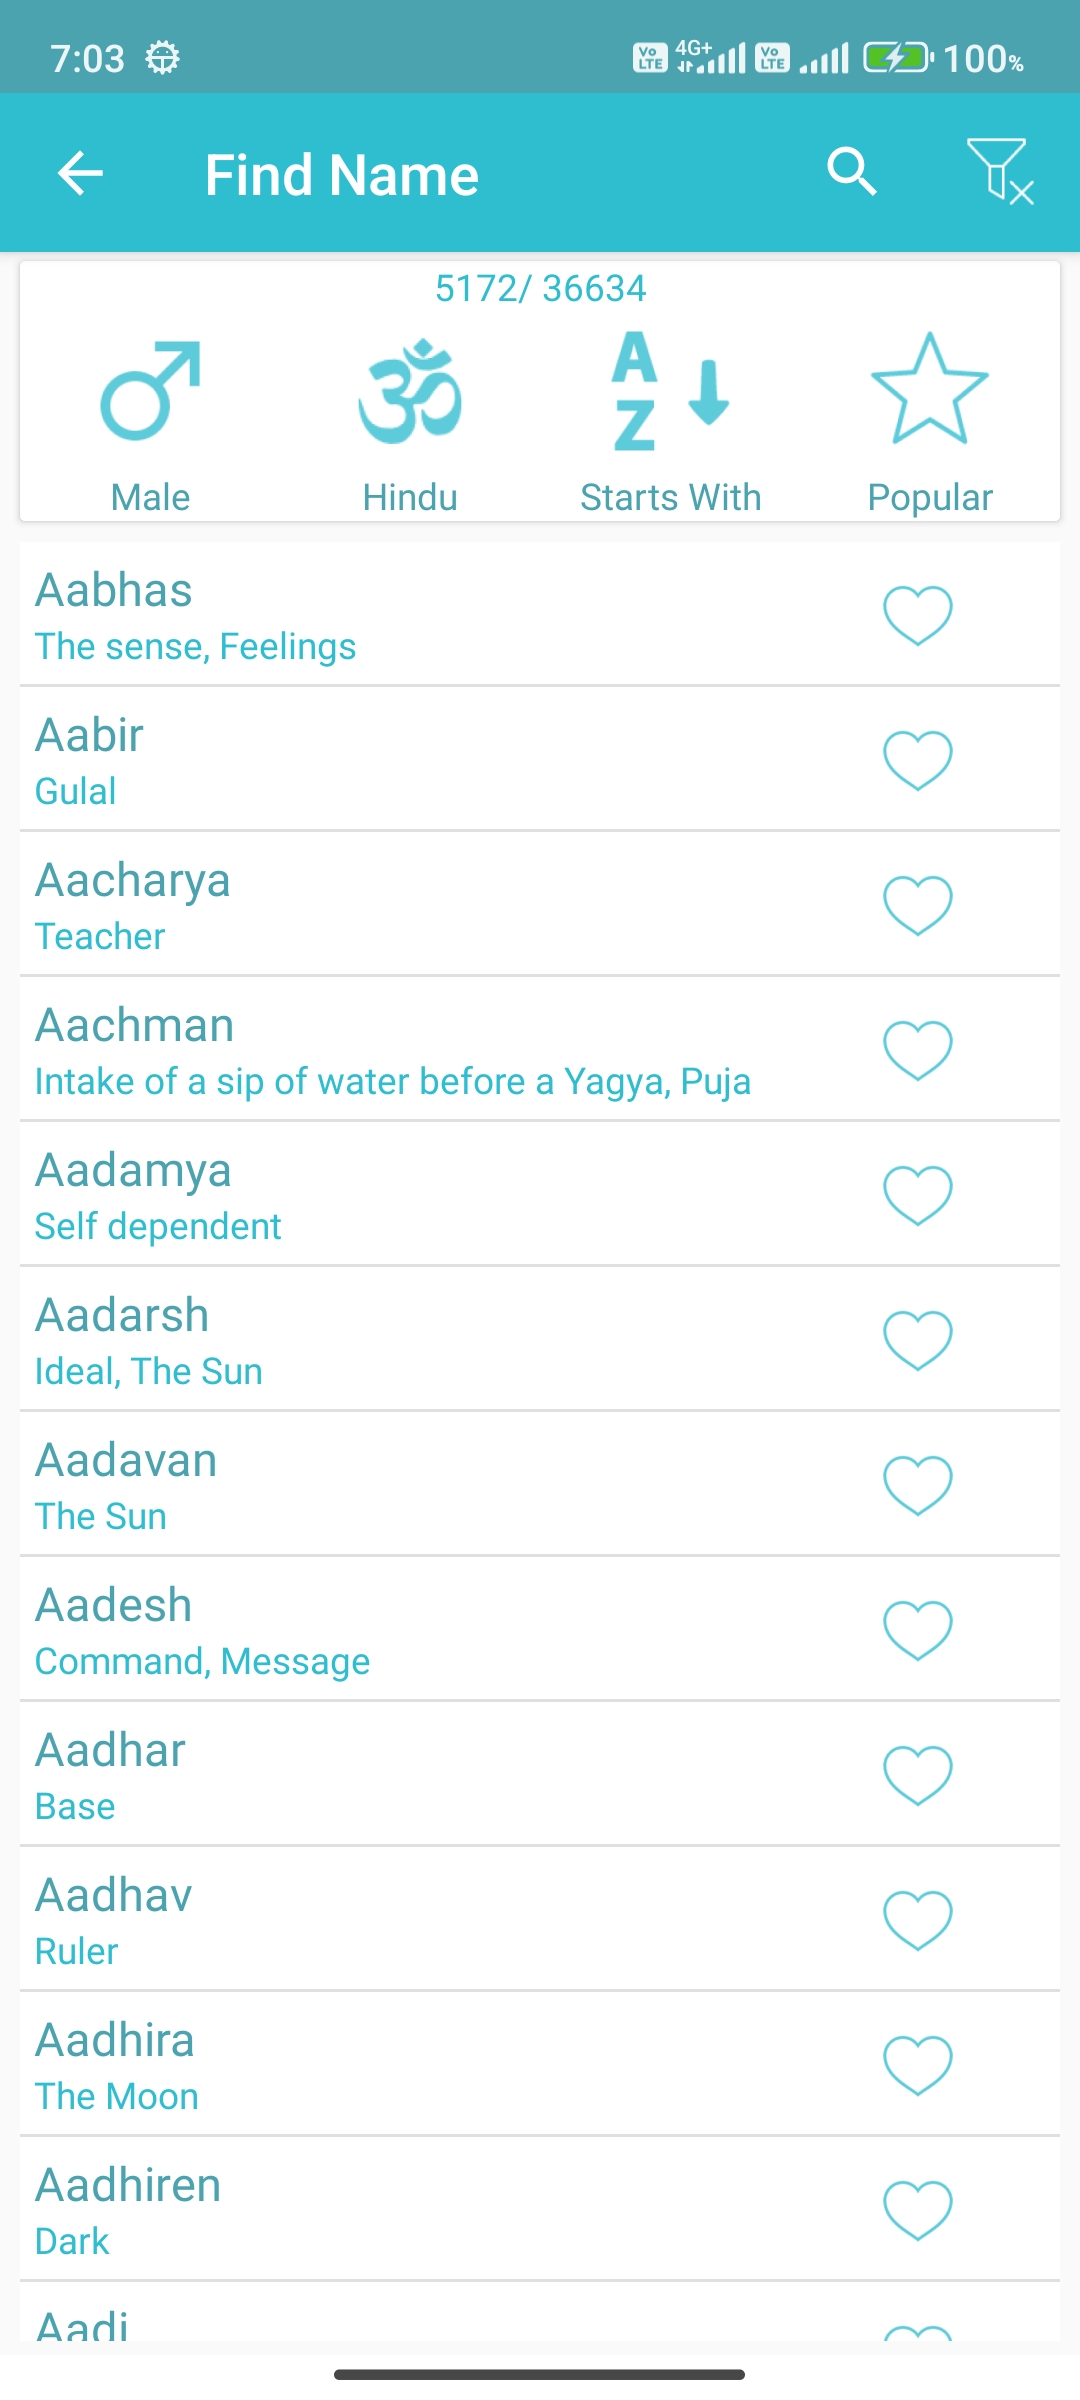 7:03 Vo LTE 4G+ Vo LTE 100%
Find Name
5172/ 36634
A
Z
Male Hindu Starts With Popular
Aabhas
The sense, Feelings
Aabir
Gulal
Aacharya
Teacher
Aachman
Intake of a sip of water before a Yagya, Puja
Aadamya
Self dependent
Aadarsh
Ideal, The Sun
Aadavan
The Sun
Aadesh
Command, Message
Aadhar
Base
Aadhav
Ruler
Aadhira
The Moon
Aadhiren
Dark
Aadi